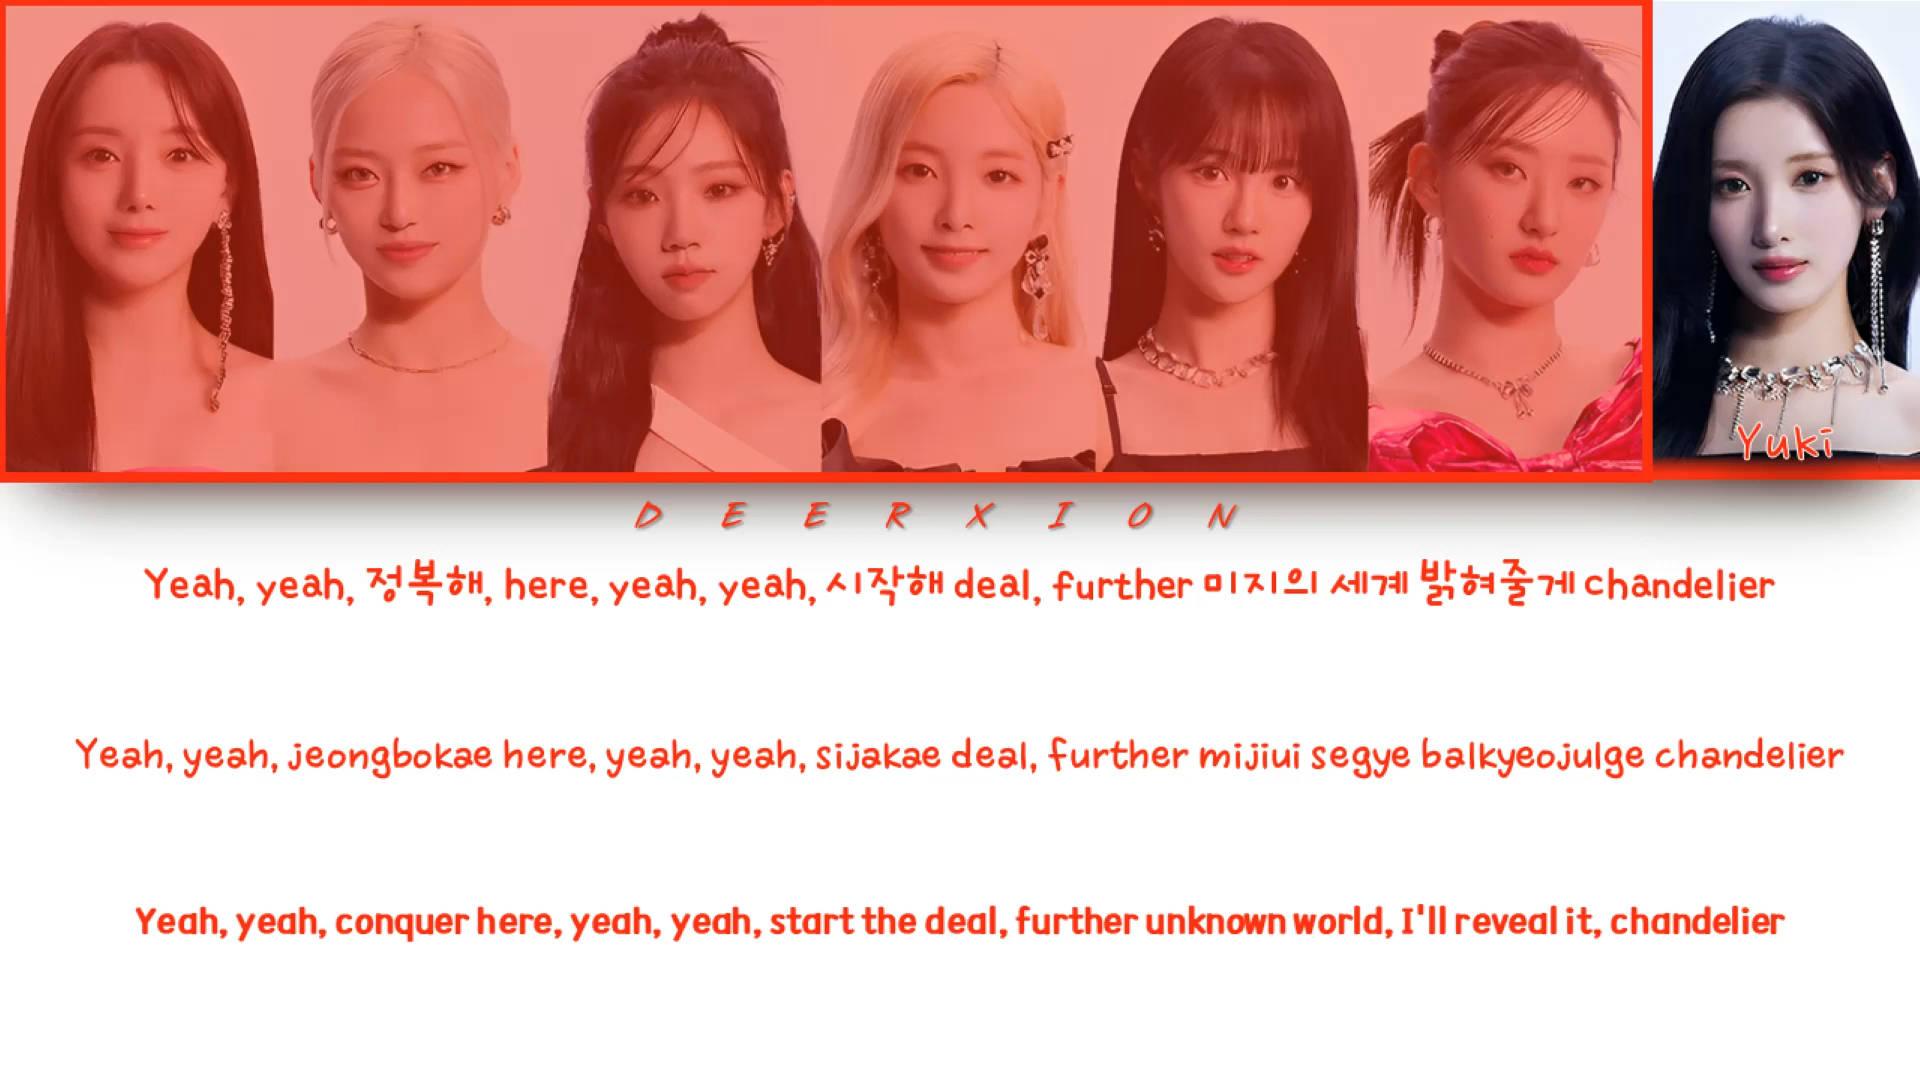 Yuki
DEERXION
Yeah, yeah, 정복해, here, yeah, yeah, 시작해 deal, further 미지의 세계 밝혀줄게 chandelier
Yeah, yeah, jeongbokae here, yeah, yeah, sijakae deal, further mijiui segye balkyeojulge chandelier
Yeah, yeah, conquer here, yeah, yeah, start the deal, further unknown world, I'll reveal it, chandelier